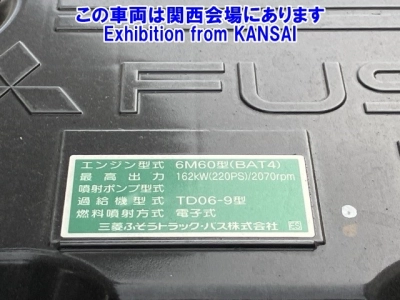 この車両は関西会場にあります
Exhibition from KANSAI
FUS
エンジン型式 6M60型(BAT4)
最高出力 162kW(220PS)/2070rpm
噴射ポンプ型式
過給機型式 TD06-9型
燃料噴射方式 電子式
三菱ふそうトラック・バス株式会社